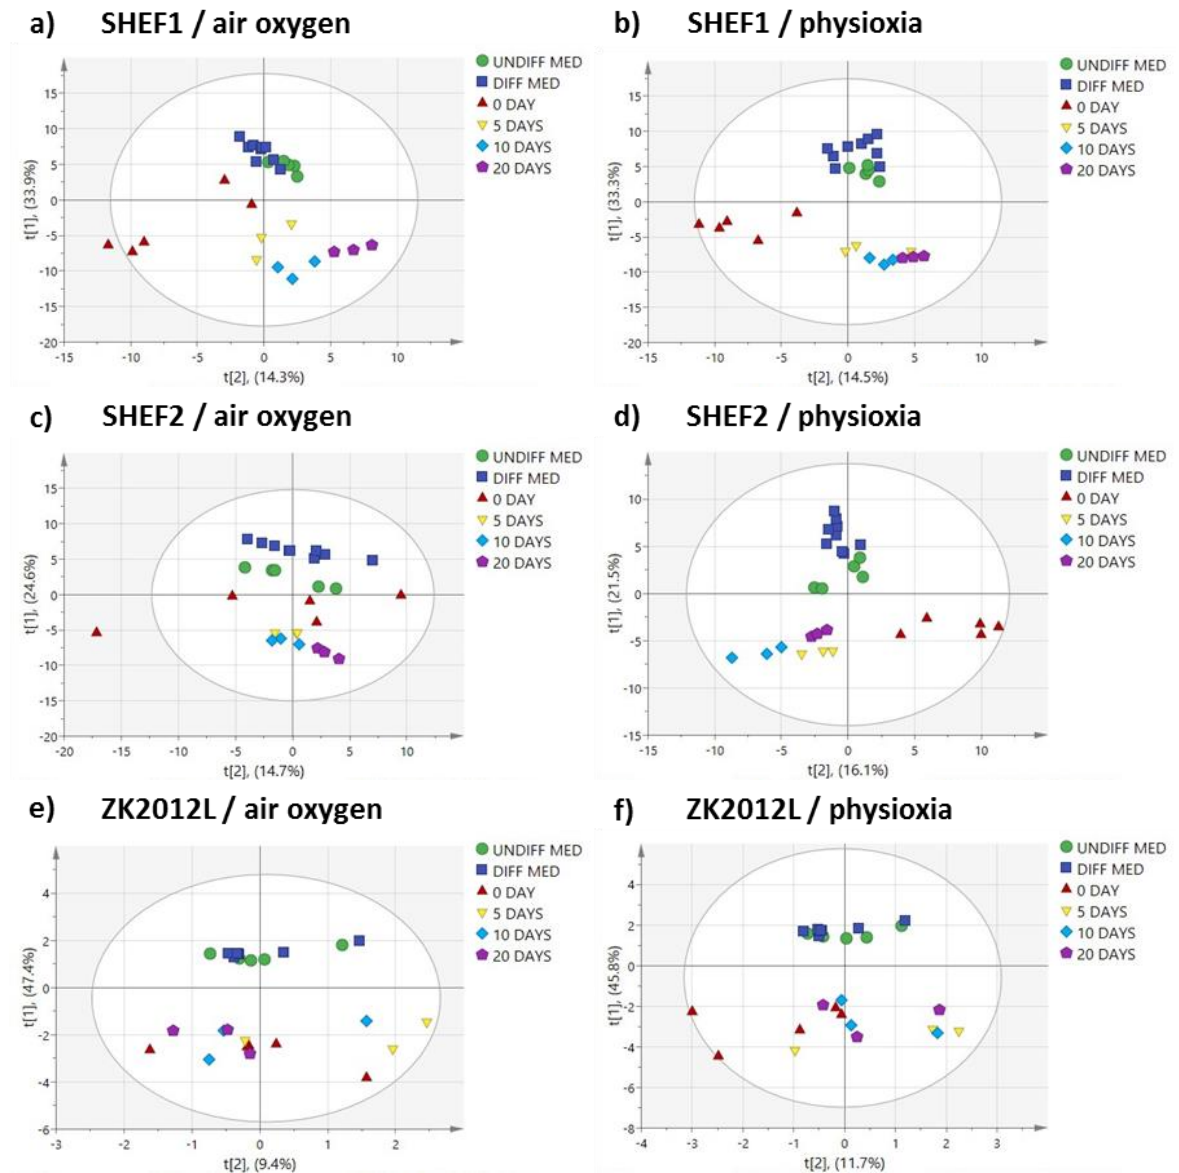 a) SHEF1 / air oxygen
t[1], (33.9%)
15
10
5
0
-5
-10
-15
-20
-15 -10 -5 0 5 10
t[2], (14.3%)
UNDIFF MED
DIFF MED
0 DAY
5 DAYS
10 DAYS
20 DAYS
b) SHEF1 / physioxia
t[1], (33.3%)
15
10
5
0
-5
-10
-15
-20
-15 -10 -5 0 5 10
t[2], (14.5%)
UNDIFF MED
DIFF MED
0 DAY
5 DAYS
10 DAYS
20 DAYS
c) SHEF2 / air oxygen
t[1], (24.6%)
15
10
5
0
-5
-10
-15
-20
-20 -15 -10 -5 0 5 10
t[2], (14.7%)
UNDIFF MED
DIFF MED
0 DAY
5 DAYS
10 DAYS
20 DAYS
d) SHEF2 / physioxia
t[1], (21.5%)
10
5
0
-5
-10
-15
-15 -10 -5 0 5 10
t[2], (16.1%)
UNDIFF MED
DIFF MED
0 DAY
5 DAYS
10 DAYS
20 DAYS
e) ZK2012L / air oxygen
t[1], (47.4%)
4
2
0
-2
-4
-6
-3 -2 -1 0 1 2
t[2], (9.4%)
UNDIFF MED
DIFF MED
0 DAY
5 DAYS
10 DAYS
20 DAYS
f) ZK2012L / physioxia
t[1], (45.8%)
4
2
0
-2
-4
-6
-8
-4 -3 -2 -1 0 1 2 3
t[2], (11.7%)
UNDIFF MED
DIFF MED
0 DAY
5 DAYS
10 DAYS
20 DAYS